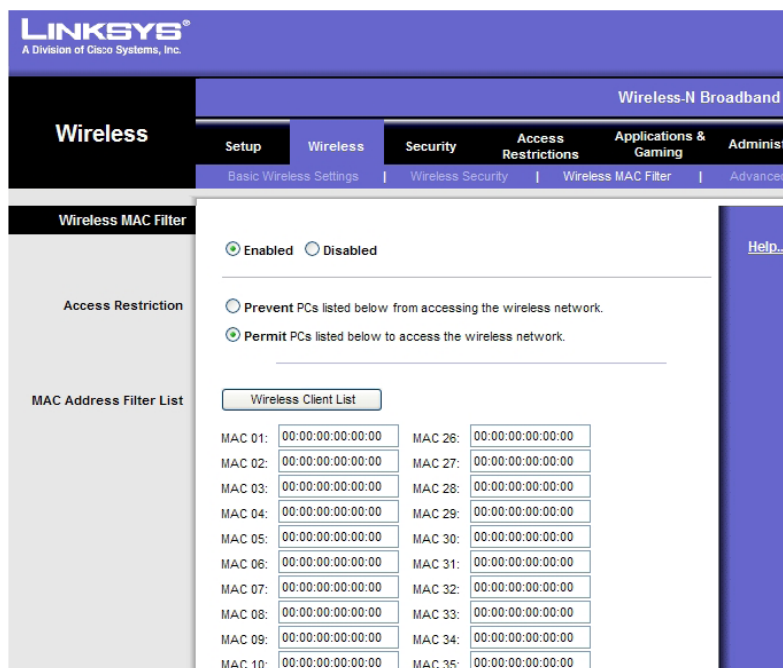 LINKSYS®
A Division of Cisco Systems, Inc.
Wireless-N Broadband
Wireless
Setup
Wireless
Security
Access
Restrictions
Applications &
Gaming
Adminis
Basic Wireless Settings | Wireless Security | Wireless MAC Filter | Advanced
Wireless MAC Filter
Enabled Disabled
Help..
Access Restriction
Prevent PCs listed below from accessing the wireless network.
Permit PCs listed below to access the wireless network.
MAC Address Filter List
Wireless Client List
MAC 01: 00:00:00:00:00:00 MAC 26: 00:00:00:00:00:00
MAC 02: 00:00:00:00:00:00 MAC 27: 00:00:00:00:00:00
MAC 03: 00:00:00:00:00:00 MAC 28: 00:00:00:00:00:00
MAC 04: 00:00:00:00:00:00 MAC 29: 00:00:00:00:00:00
MAC 05: 00:00:00:00:00:00 MAC 30: 00:00:00:00:00:00
MAC 06: 00:00:00:00:00:00 MAC 31: 00:00:00:00:00:00
MAC 07: 00:00:00:00:00:00 MAC 32: 00:00:00:00:00:00
MAC 08: 00:00:00:00:00:00 MAC 33: 00:00:00:00:00:00
MAC 09: 00:00:00:00:00:00 MAC 34: 00:00:00:00:00:00
MAC 10: 00:00:00:00:00:00 MAC 35: 00:00:00:00:00:00